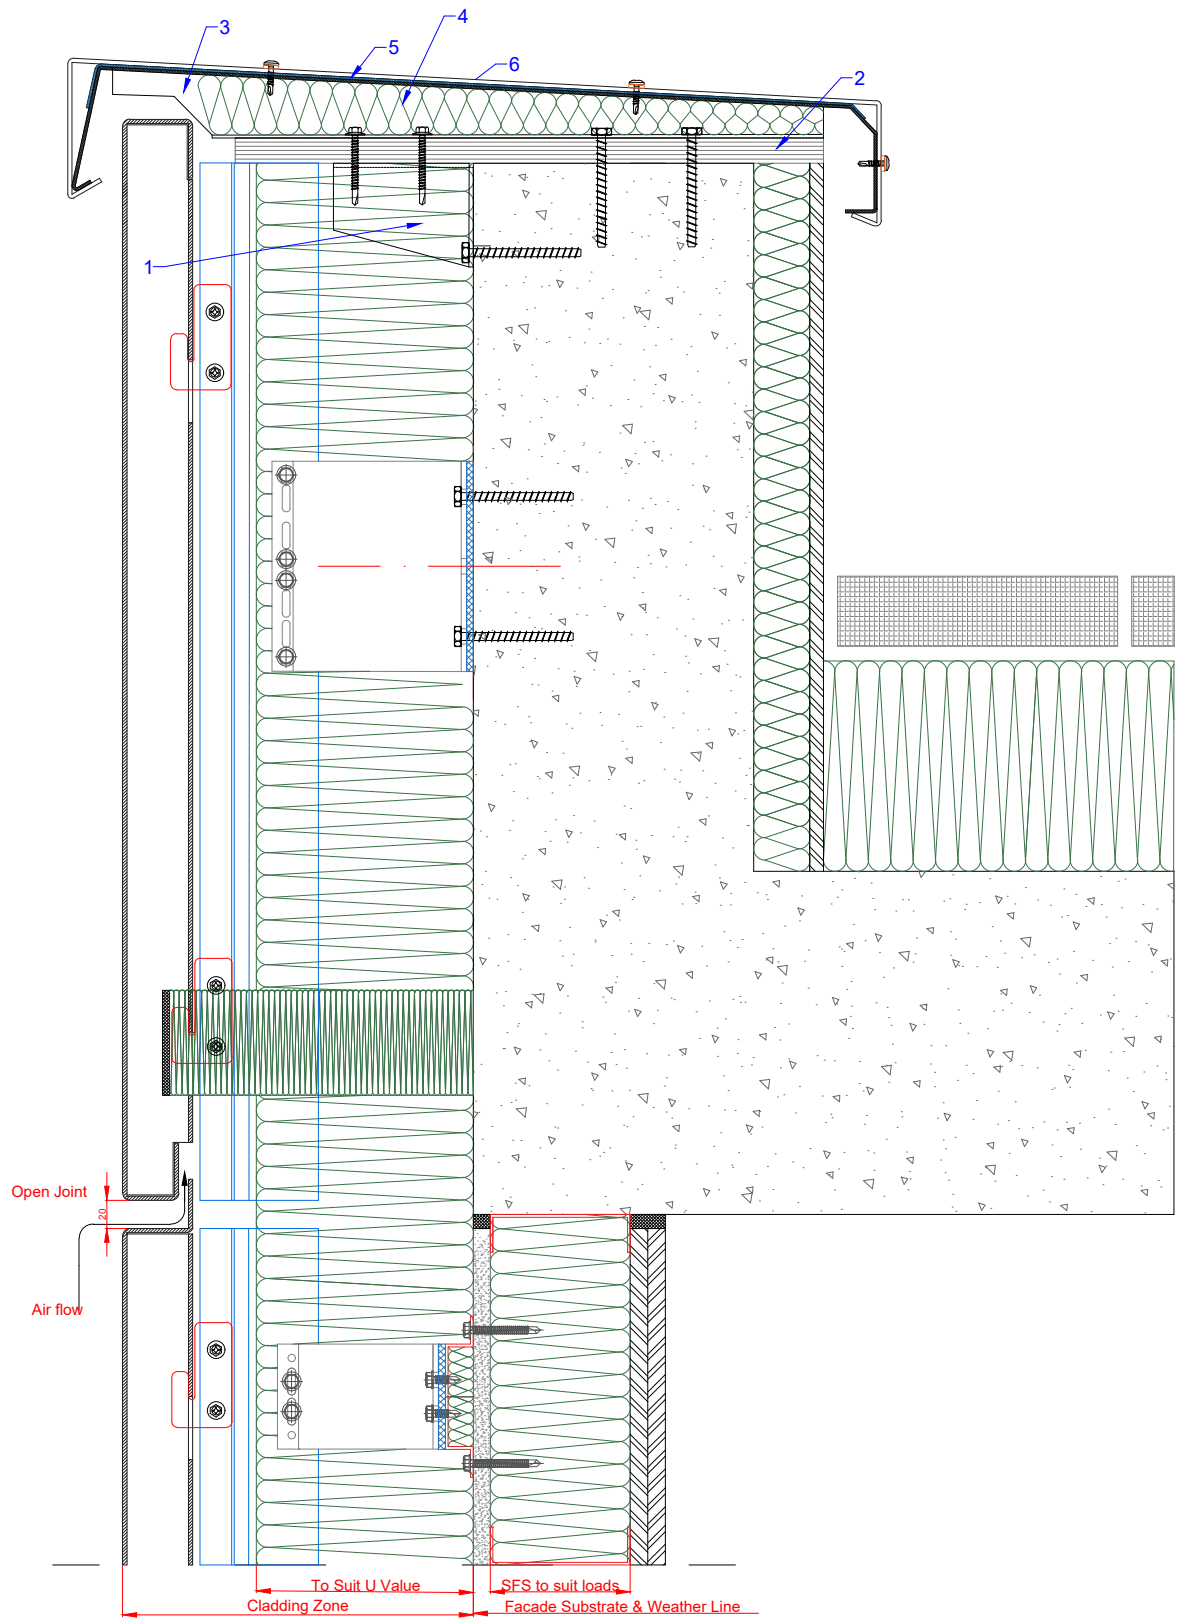 4
3
5
6
2
1
Open Joint
20
Air flow
To Suit U Value
SFS to suit loads
Cladding Zone
Facade Substrate & Weather Line